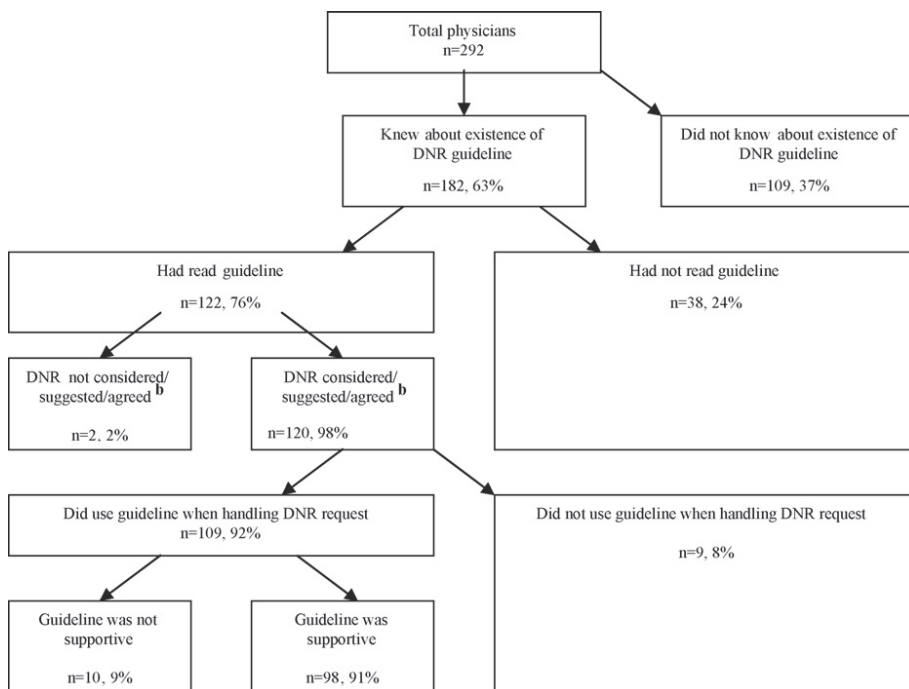 Total physicians
n=292
Knew about existence of
DNR guideline
n=182, 63%
Did not know about existence of
DNR guideline
n=109, 37%
Had read guideline
n=122, 76%
Had not read guideline
n=38, 24%
DNR not considered/
suggested/agreed b
n=2, 2%
DNR considered/
suggested/agreed b
n=120, 98%
Did use guideline when handling DNR request
n=109, 92%
Did not use guideline when handling DNR request
n=9, 8%
Guideline was not
supportive
n=10, 9%
Guideline was
supportive
n=98, 91%